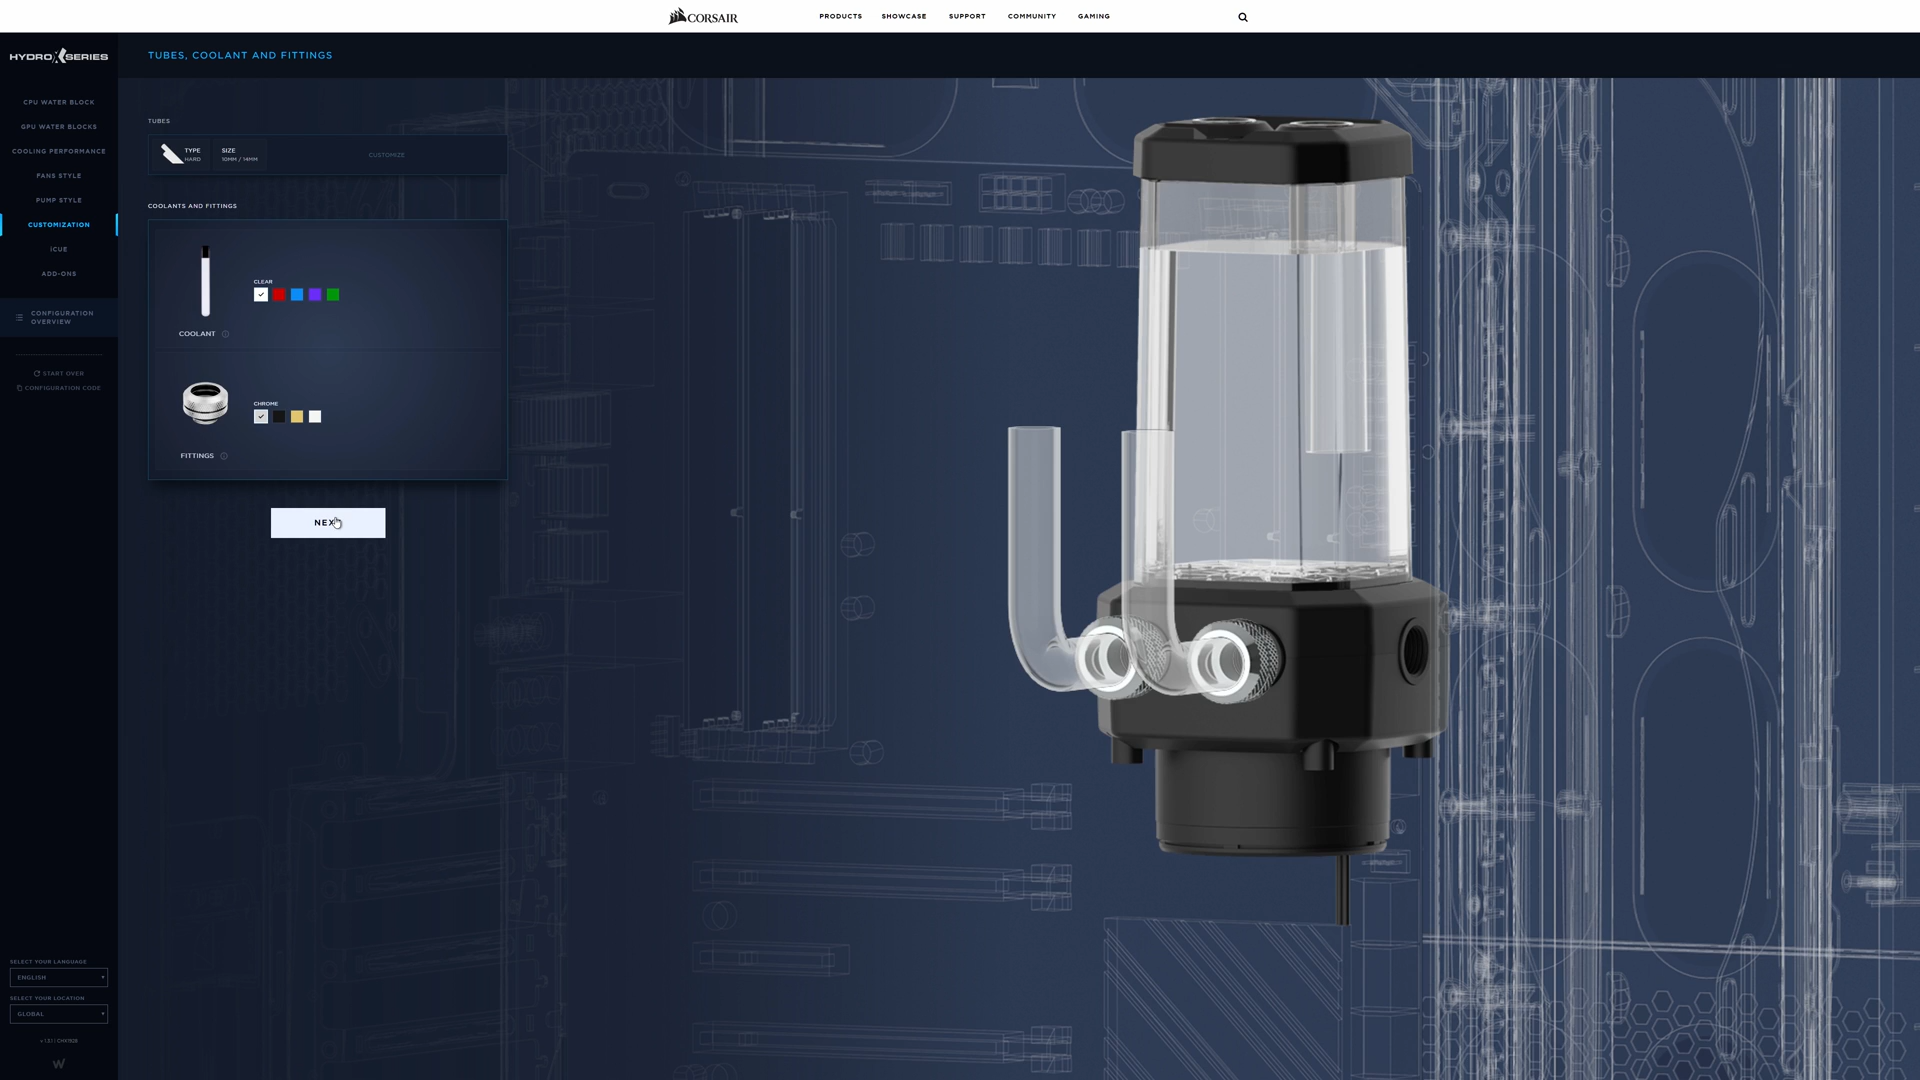 CORSAIR
PRODUCTS
SHOWCASE
SUPPORT
COMMUNITY
GAMING
HYDRO X SERIES
TUBES, COOLANT AND FITTINGS
CPU WATER BLOCK
GPU WATER BLOCKS
COOLING PERFORMANCE
FANS STYLE
PUMP STYLE
CUSTOMIZATION
iCUE
ADD-ONS
CONFIGURATION
OVERVIEW
START OVER
CONFIGURATION CODE
TUBES
TYPE
HARD
SIZE
10MM / 14MM
CUSTOMIZE
COOLANTS AND FITTINGS
CLEAR
COOLANT
CHROME
FITTINGS
NEX
SELECT YOUR LANGUAGE
ENGLISH
SELECT YOUR LOCATION
GLOBAL